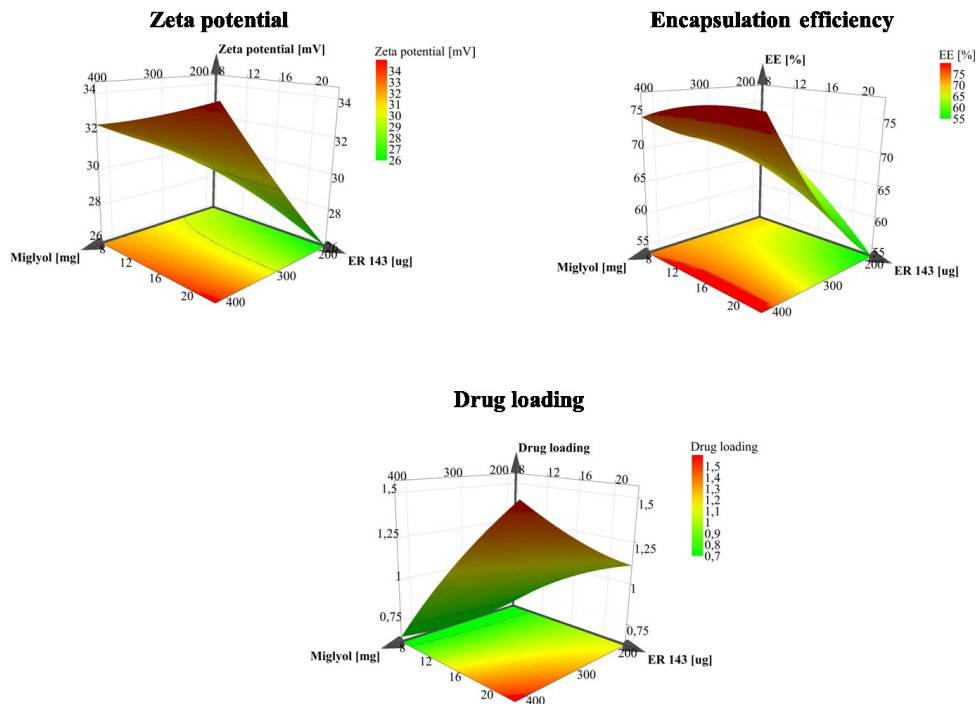 Zeta potential
Zeta potential [mV]
400 300 200 8 12 16 20
34 32 30 28 26
34 32 30 28 26
Miglyol [mg]
8 12 16 20
ER 143 [ug]
200 300 400
Zeta potential [mV]
34
33
32
31
30
29
28
27
26
Encapsulation efficiency
EE [%]
400 300 200 8 12 16 20
75 70 65 60 55
75 70 65 60 55
Miglyol [mg]
8 12 16 20
ER 143 [ug]
200 300 400
EE [%]
75
70
65
60
55
Drug loading
Drug loading
400 300 200 8 12 16 20
1,5 1,25 1 0,75
1,5 1,25 1 0,75
Miglyol [mg]
8 12 16 20
ER 143 [ug]
200 300 400
Drug loading
1,5
1,4
1,3
1,2
1,1
1
0,9
0,8
0,7